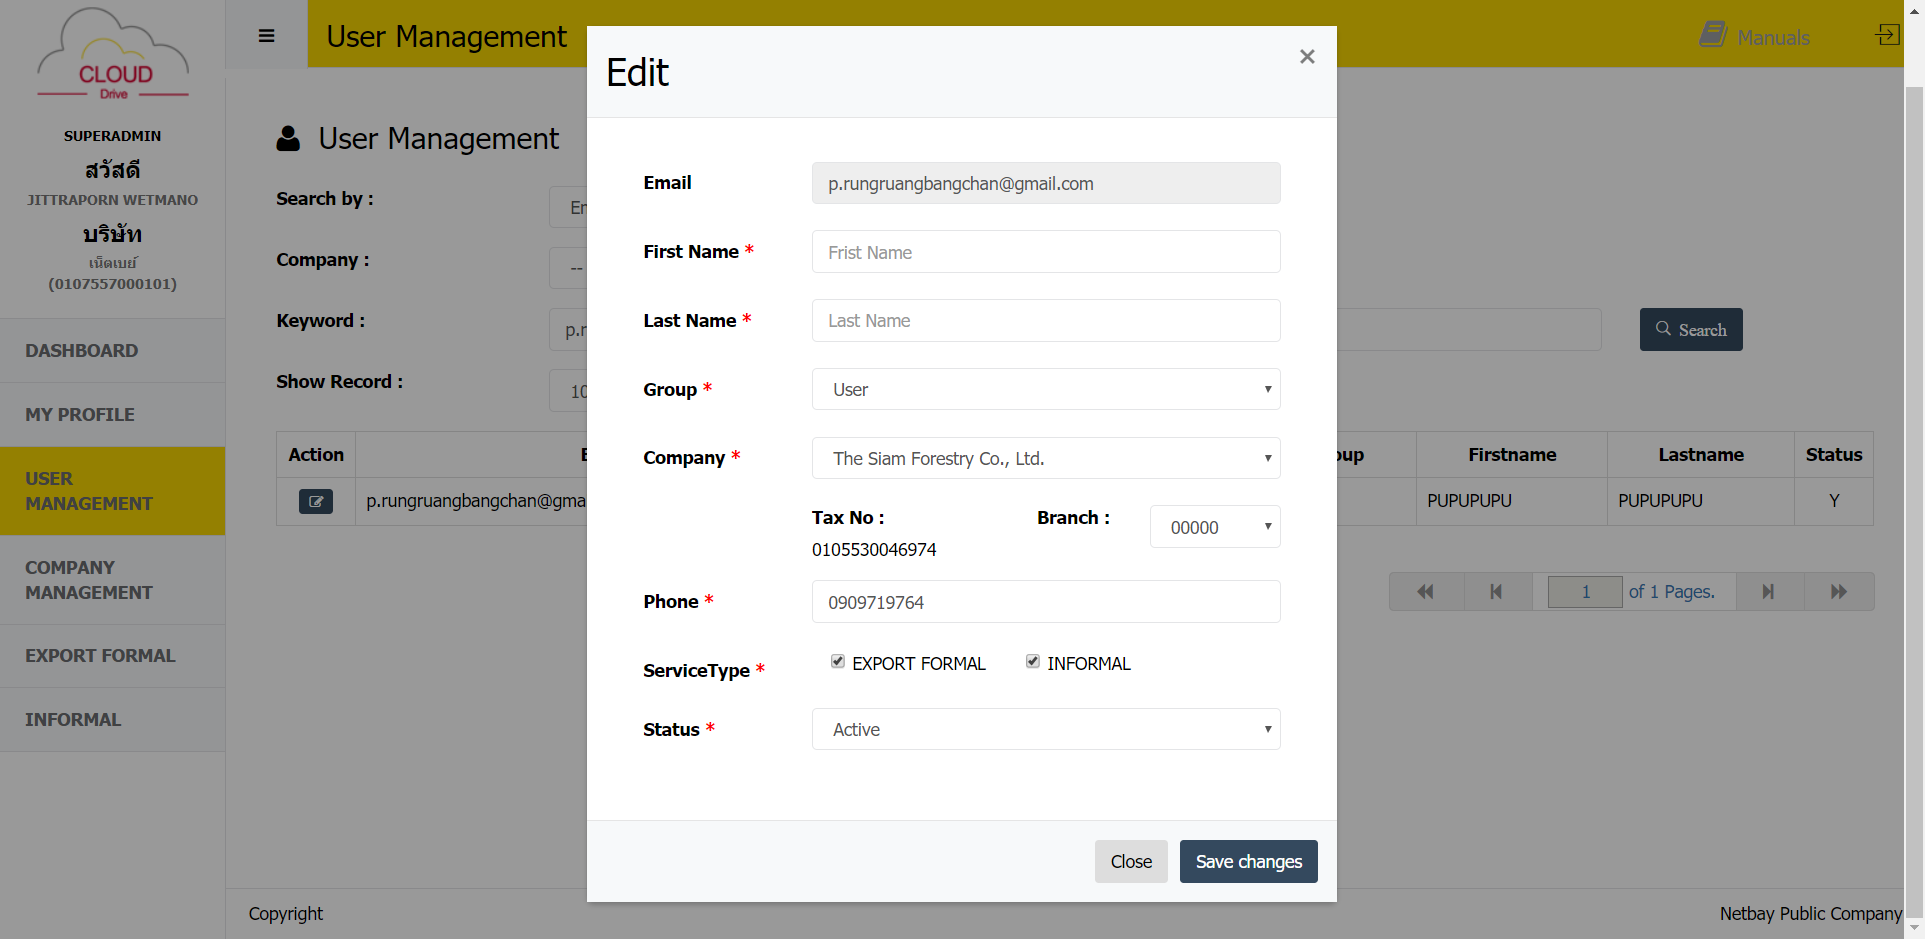 CLOUD
Drive
SUPERADMIN
สวัสดี
JITTRAPORN WETMANO
บริษัท
เน็ตเบย์
(0107557000101)
DASHBOARD
MY PROFILE
USER
MANAGEMENT
COMPANY
MANAGEMENT
EXPORT FORMAL
INFORMAL
User Management
Manuals
User Management
Search by :
En
Company :
--
Keyword :
p.r
Search
Show Record :
10
Action
oup
Firstname
Lastname
Status
p.rungruangbangchan@gma
PUPUPUPU
PUPUPUPU
Y
1 of 1 Pages.
Edit
×
Email
p.rungruangbangchan@gmail.com
First Name *
Frist Name
Last Name *
Last Name
Group *
User
Company *
The Siam Forestry Co., Ltd.
Tax No :
Branch :
00000
0105530046974
Phone *
0909719764
ServiceType *
EXPORT FORMAL
INFORMAL
Status *
Active
Close
Save changes
Copyright
Netbay Public Company